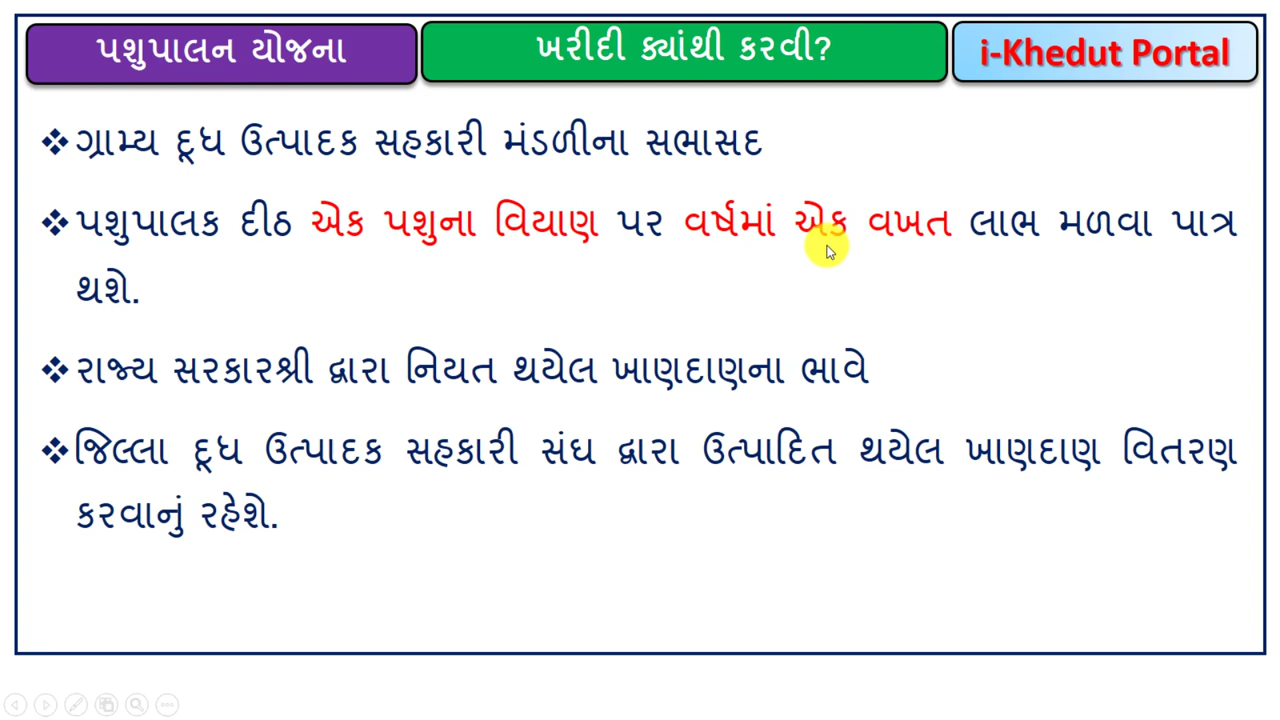 પશુપાલન યોજના
ખરીદી ક્યાંથી કરવી?
i-Khedut Portal
❖ગ્રામ્ય દૂધ ઉત્પાદક સહકારી મંડળીના સભાસદ
❖પશુપાલક દીઠ એક પશુના વિયાણ પર વર્ષમાં એક વખત લાભ મળવા પાત્ર
થશે.
❖રાજ્ય સરકારશ્રી દ્વારા નિયત થયેલ ખાણદાણના ભાવે
❖જિલ્લા દૂધ ઉત્પાદક સહકારી સંઘ દ્વારા ઉત્પાદિત થયેલ ખાણદાણ વિતરણ
કરવાનું રહેશે.